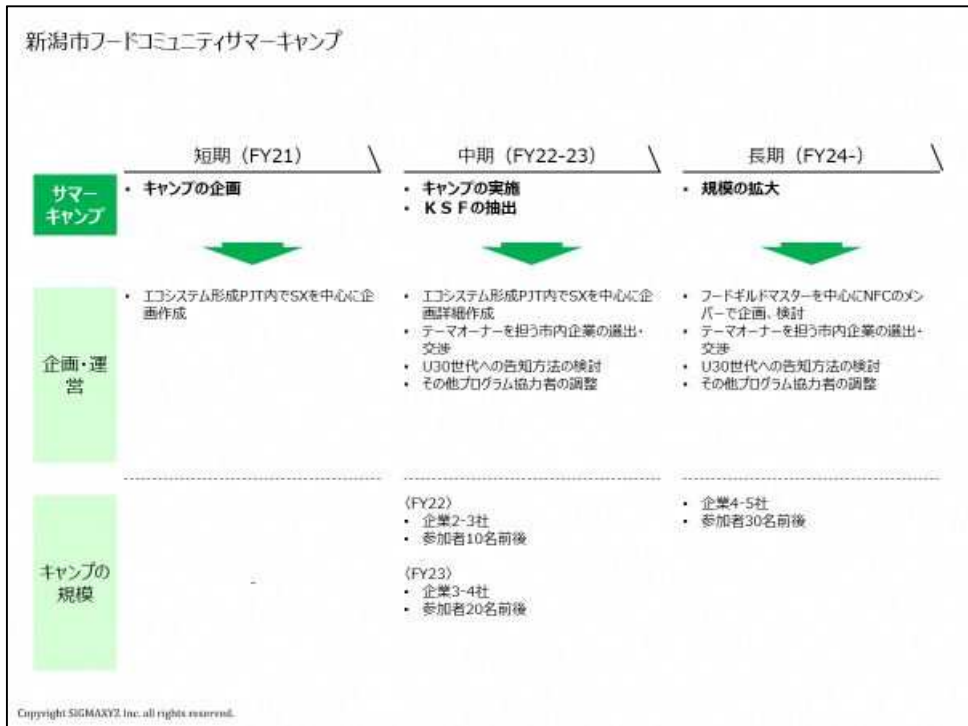 新潟市フードコミュニティサマーキャンプ
短期（FY21）
中期（FY22-23）
長期（FY24-）
サマー
キャンプ
• キャンプの企画
• キャンプの実施
• KSFの抽出
• 規模の拡大
企画・運
営
• エコシステム形成PJT内でSXを中心に企
画作成
• エコシステム形成PJT内でSXを中心に企
画詳細作成
• テーマオーナーを担う市内企業の選出・
交渉
• U30世代への告知方法の検討
• その他プログラム協力者の調整
• フードギルドマスターを中心にNFCのメン
バーで企画、検討
• テーマオーナーを担う市内企業の選出・
交渉
• U30世代への告知方法の検討
• その他プログラム協力者の調整
キャンプの
規模
-
（FY22）
• 企業2-3社
• 参加者10名前後
（FY23）
• 企業3-4社
• 参加者20名前後
• 企業4-5社
• 参加者30名前後
Copyright SIGMAXYZ Inc. all rights reserved.